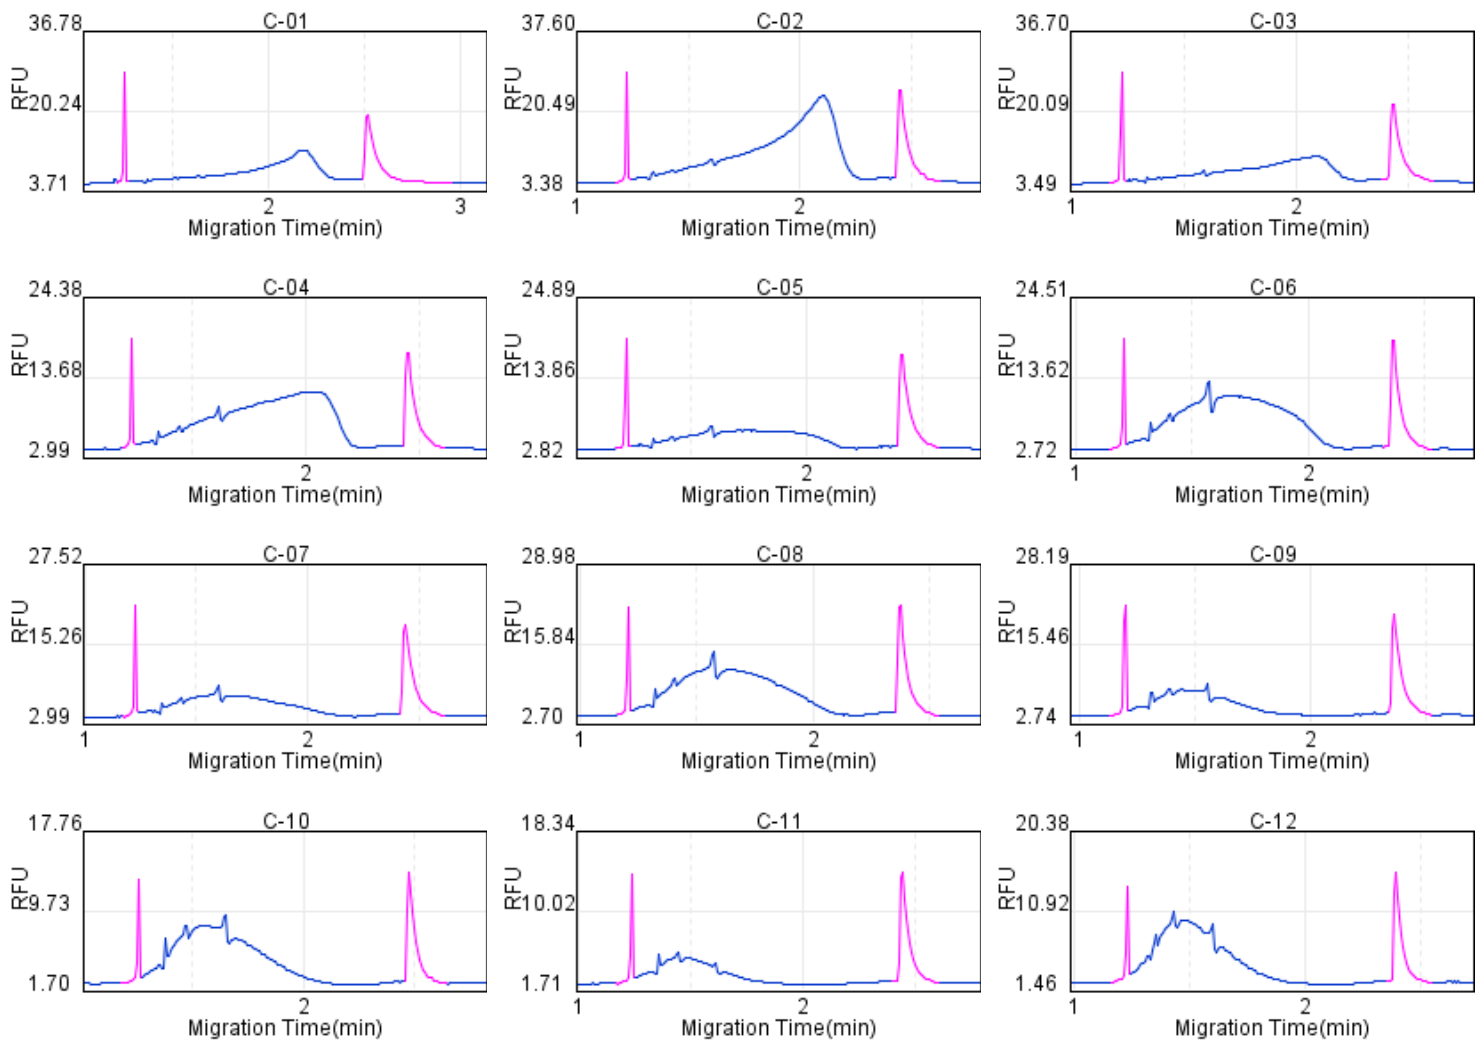 C-01
36.78
RFU
20.24
3.71
2 3
Migration Time(min)
C-02
37.60
RFU
20.49
3.38
1 2
Migration Time(min)
C-03
36.70
RFU
20.09
3.49
1 2
Migration Time(min)
C-04
24.38
RFU
13.68
2.99
2
Migration Time(min)
C-05
24.89
RFU
13.86
2.82
2
Migration Time(min)
C-06
24.51
RFU
13.62
2.72
1 2
Migration Time(min)
C-07
27.52
RFU
15.26
2.99
1 2
Migration Time(min)
C-08
28.98
RFU
15.84
2.70
1 2
Migration Time(min)
C-09
28.19
RFU
15.46
2.74
1 2
Migration Time(min)
C-10
17.76
RFU
9.73
1.70
2
Migration Time(min)
C-11
18.34
RFU
10.02
1.71
1 2
Migration Time(min)
C-12
20.38
RFU
10.92
1.46
1 2
Migration Time(min)